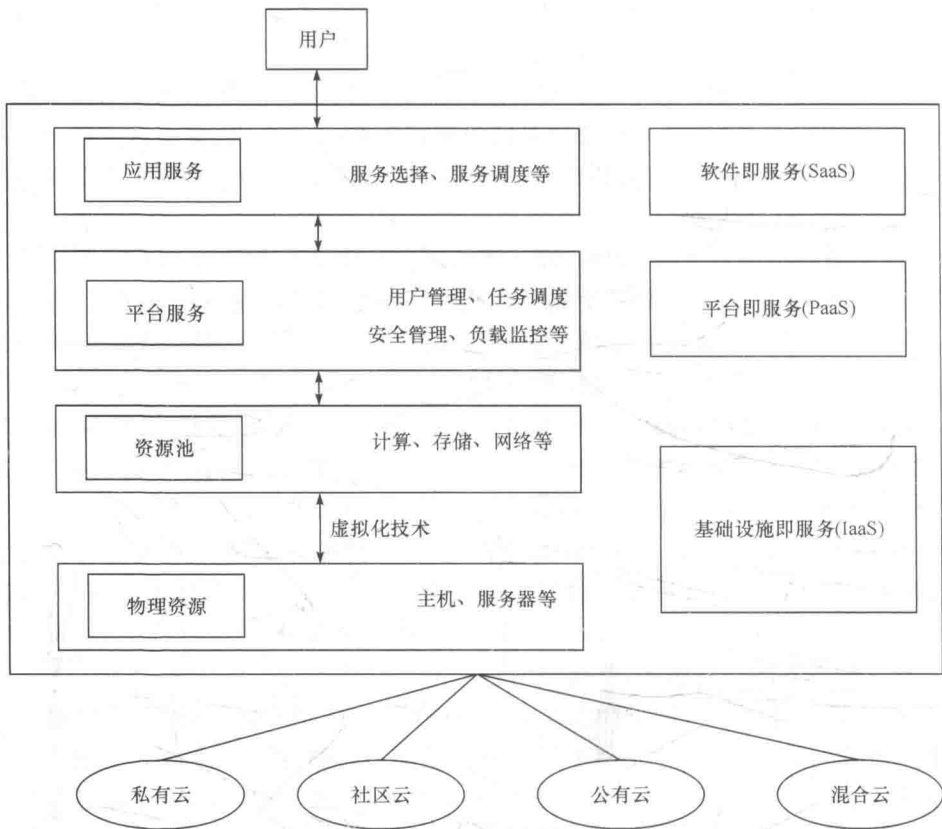 用户
应用服务
服务选择、服务调度等
软件即服务(SaaS)
平台服务
用户管理、任务调度
安全管理、负载监控等
平台即服务(PaaS)
资源池
计算、存储、网络等
虚拟化技术
基础设施即服务(IaaS)
物理资源
主机、服务器等
私有云
社区云
公有云
混合云